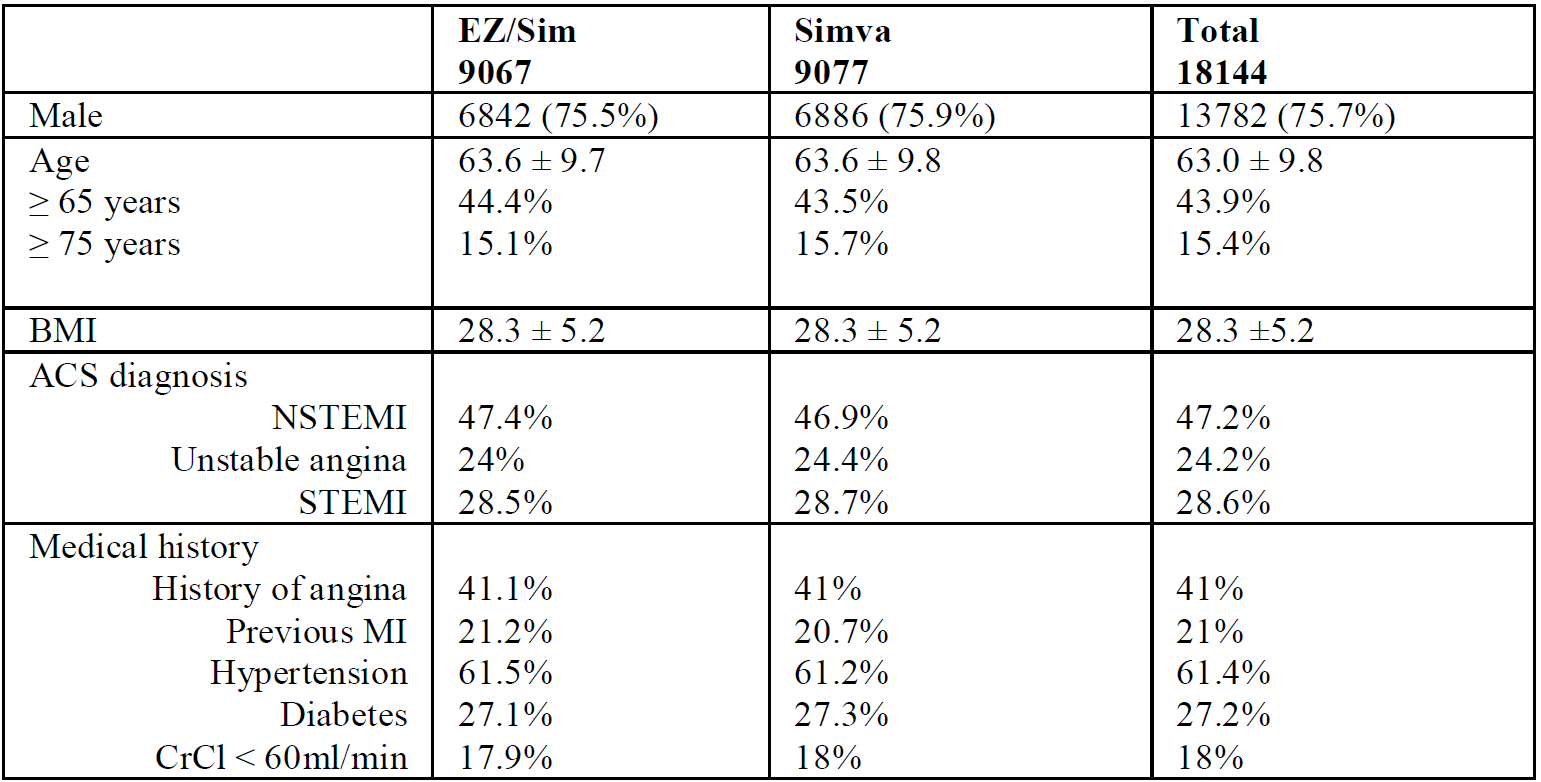 EZ/Sim Simva Total
9067 9077 18144
Male 6842 (75.5%) 6886 (75.9%) 13782 (75.7%)
Age 63.6 ± 9.7 63.6 ± 9.8 63.0 ± 9.8
≥ 65 years 44.4% 43.5% 43.9%
≥ 75 years 15.1% 15.7% 15.4%
BMI 28.3 ± 5.2 28.3 ± 5.2 28.3 ±5.2
ACS diagnosis
NSTEMI 47.4% 46.9% 47.2%
Unstable angina 24% 24.4% 24.2%
STEMI 28.5% 28.7% 28.6%
Medical history
History of angina 41.1% 41% 41%
Previous MI 21.2% 20.7% 21%
Hypertension 61.5% 61.2% 61.4%
Diabetes 27.1% 27.3% 27.2%
CrCl < 60ml/min 17.9% 18% 18%